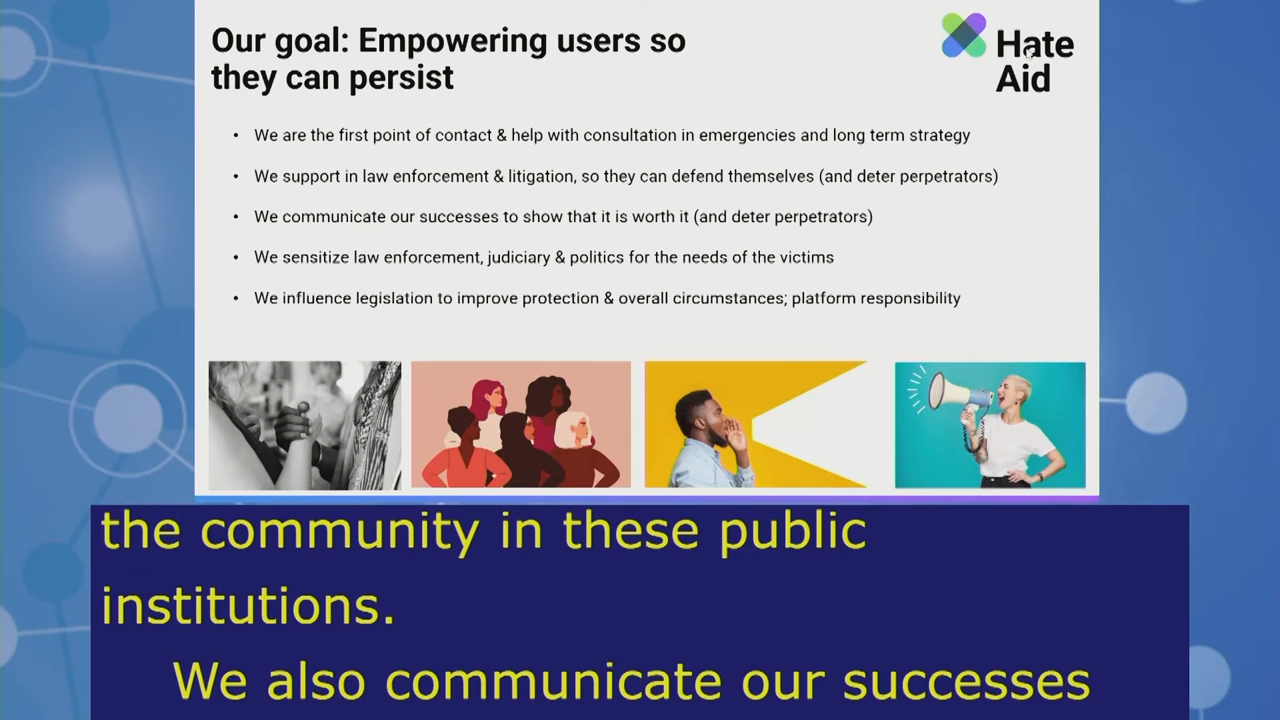 Our goal: Empowering users so
they can persist
Hate
Aid
• We are the first point of contact & help with consultation in emergencies and long term strategy
• We support in law enforcement & litigation, so they can defend themselves (and deter perpetrators)
• We communicate our successes to show that it is worth it (and deter perpetrators)
• We sensitize law enforcement, judiciary & politics for the needs of the victims
• We influence legislation to improve protection & overall circumstances; platform responsibility
the community in these public
institutions.
We also communicate our successes